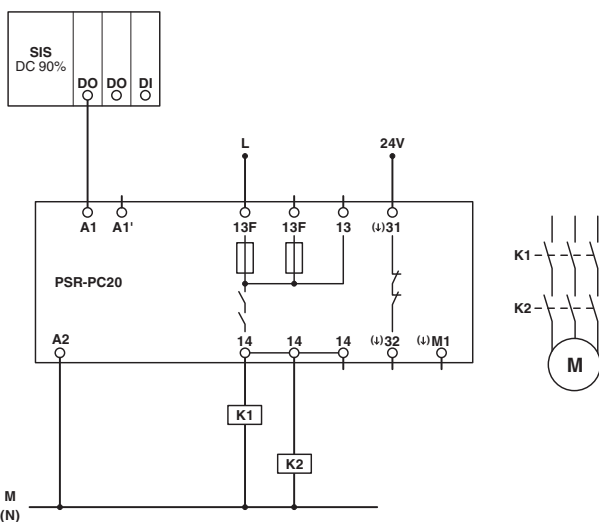 SIS
DC 90%
DO DO DI
L 24V
A1 A1' 13F 13F 13 (↓)31
PSR-PC20
K1
K2
M
A2 14 14 14 (↓)32 (↓)M1
K1
K2
M
(N)